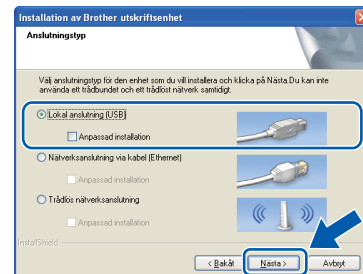 Installation av Brother utskriftsenhet
Anslutningstyp
Välj anslutningstyp för den enhet som du vill installera och klicka på Nästa.Du kan inte
använda ett trådbundet och ett trådlöst nätverk samtidigt.
Lokal anslutning (USB)
Anpassad installation
Nätverksanslutning via kabel (Ethernet)
Anpassad installation
Trådlös nätverksanslutning
Anpassad installation
InstallShield
< Bakåt Nästa > Avbryt